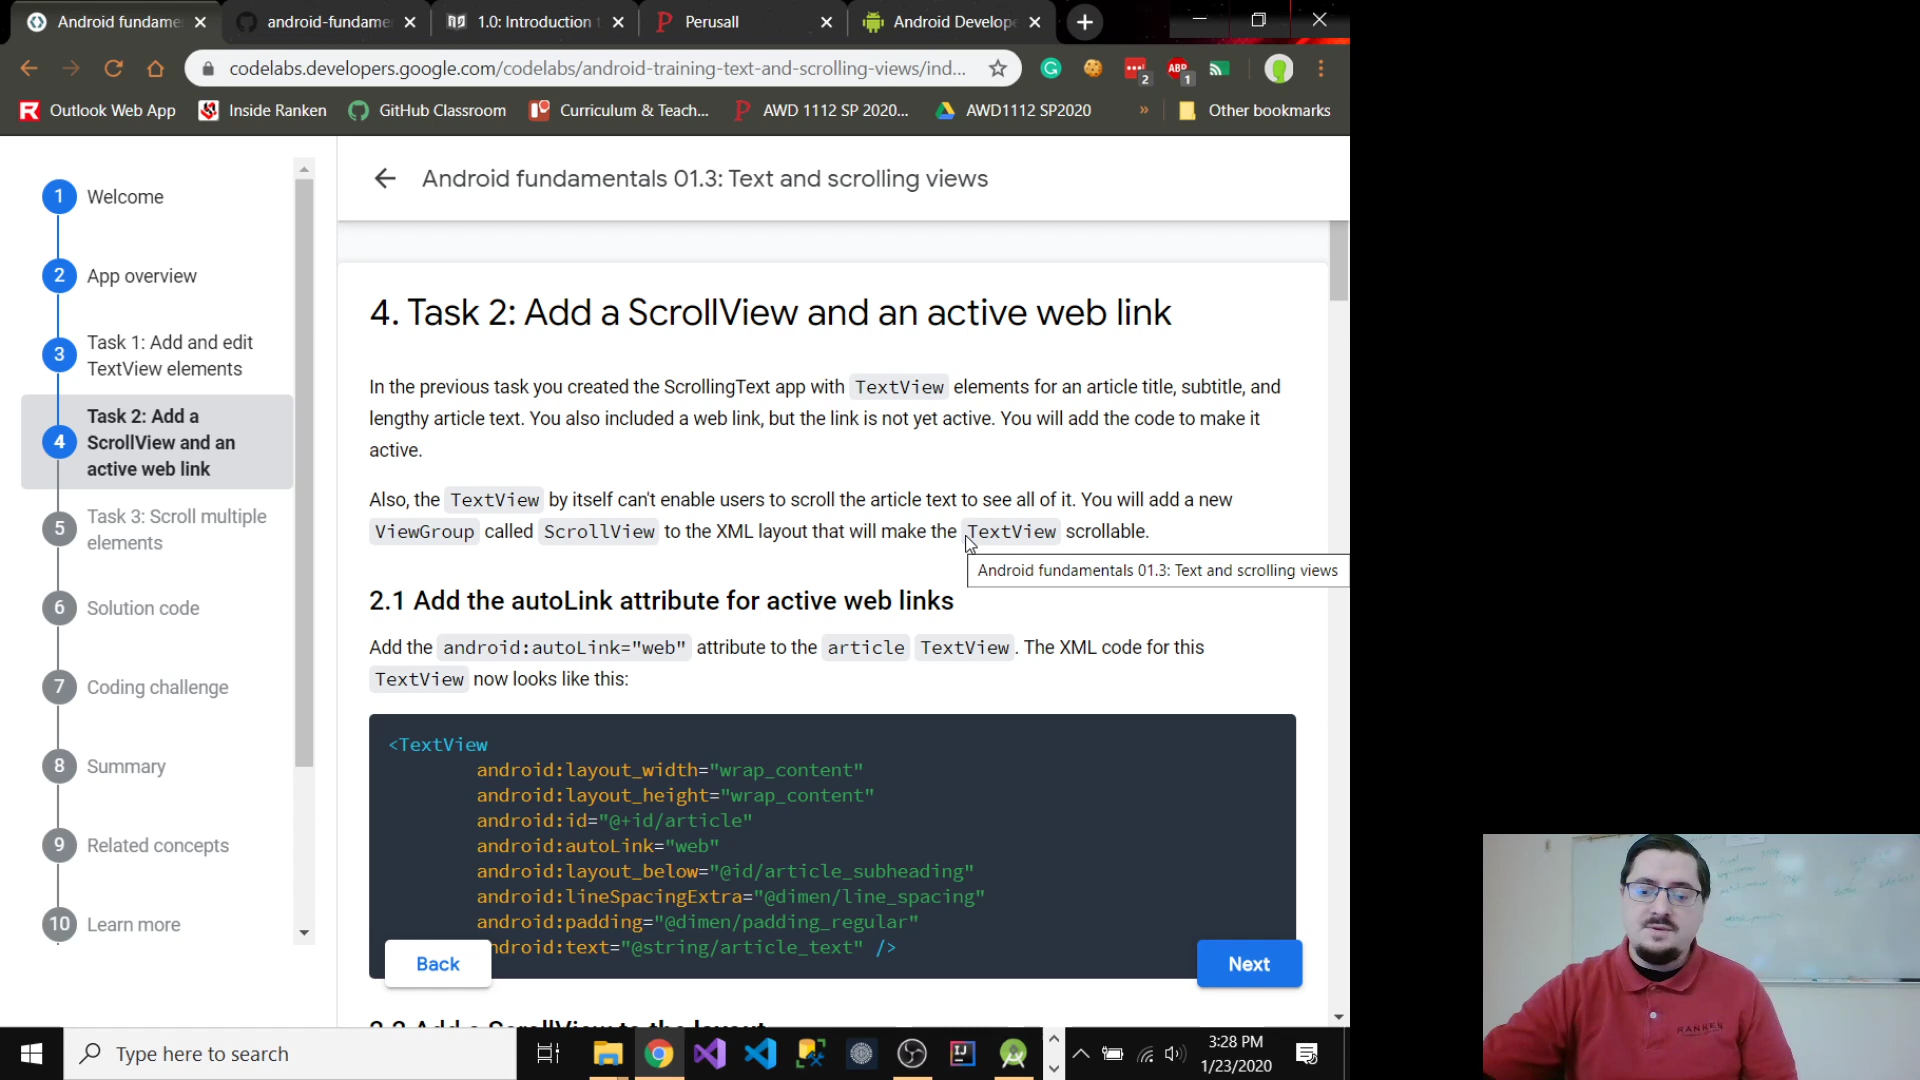 Android fundame
android-fundame
1.0: Introduction
Perusall
Android Develope
codelabs.developers.google.com/codelabs/android-training-text-and-scrolling-views/ind...
2
ABP
1
Outlook Web App
Inside Ranken
GitHub Classroom
Curriculum & Teach...
AWD 1112 SP 2020...
AWD1112 SP2020
»
Other bookmarks
1 Welcome
2 App overview
3 Task 1: Add and edit
TextView elements
4 Task 2: Add a
ScrollView and an
active web link
5 Task 3: Scroll multiple
elements
6 Solution code
7 Coding challenge
8 Summary
9 Related concepts
10 Learn more
Android fundamentals 01.3: Text and scrolling views
4. Task 2: Add a ScrollView and an active web link
In the previous task you created the ScrollingText app with TextView elements for an article title, subtitle, and
lengthy article text. You also included a web link, but the link is not yet active. You will add the code to make it
active.
Also, the TextView by itself can't enable users to scroll the article text to see all of it. You will add a new
ViewGroup called ScrollView to the XML layout that will make the TextView scrollable.
Android fundamentals 01.3: Text and scrolling views
2.1 Add the autoLink attribute for active web links
Add the android:autoLink="web" attribute to the article TextView. The XML code for this
TextView now looks like this:
<TextView
android:layout_width="wrap_content"
android:layout_height="wrap_content"
android:id="@+id/article"
android:autoLink="web"
android:layout_below="@id/article_subheading"
android:lineSpacingExtra="@dimen/line_spacing"
android:padding="@dimen/padding_regular"
ndroid:text="@string/article_text" />
Back
Next
2.2 Add a ScrollView to the layout
Type here to search
3:28 PM
1/23/2020
RANKEN